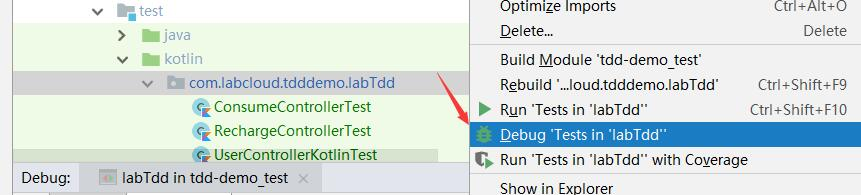 test
java
kotlin
com.labcloud.tdddemo.labTdd
ConsumeControllerTest
RechargeControllerTest
UserControllerKotlinTest
Debug: labTdd in tdd-demo_test ×
Optimize Imports Ctrl+Alt+O
Delete... Delete
Build Module 'tdd-demo_test'
Rebuild '...loud.tdddemo.labTdd' Ctrl+Shift+F9
Run 'Tests in 'labTdd'' Ctrl+Shift+F10
Debug 'Tests in 'labTdd''
Run 'Tests in 'labTdd'' with Coverage
Show in Explorer